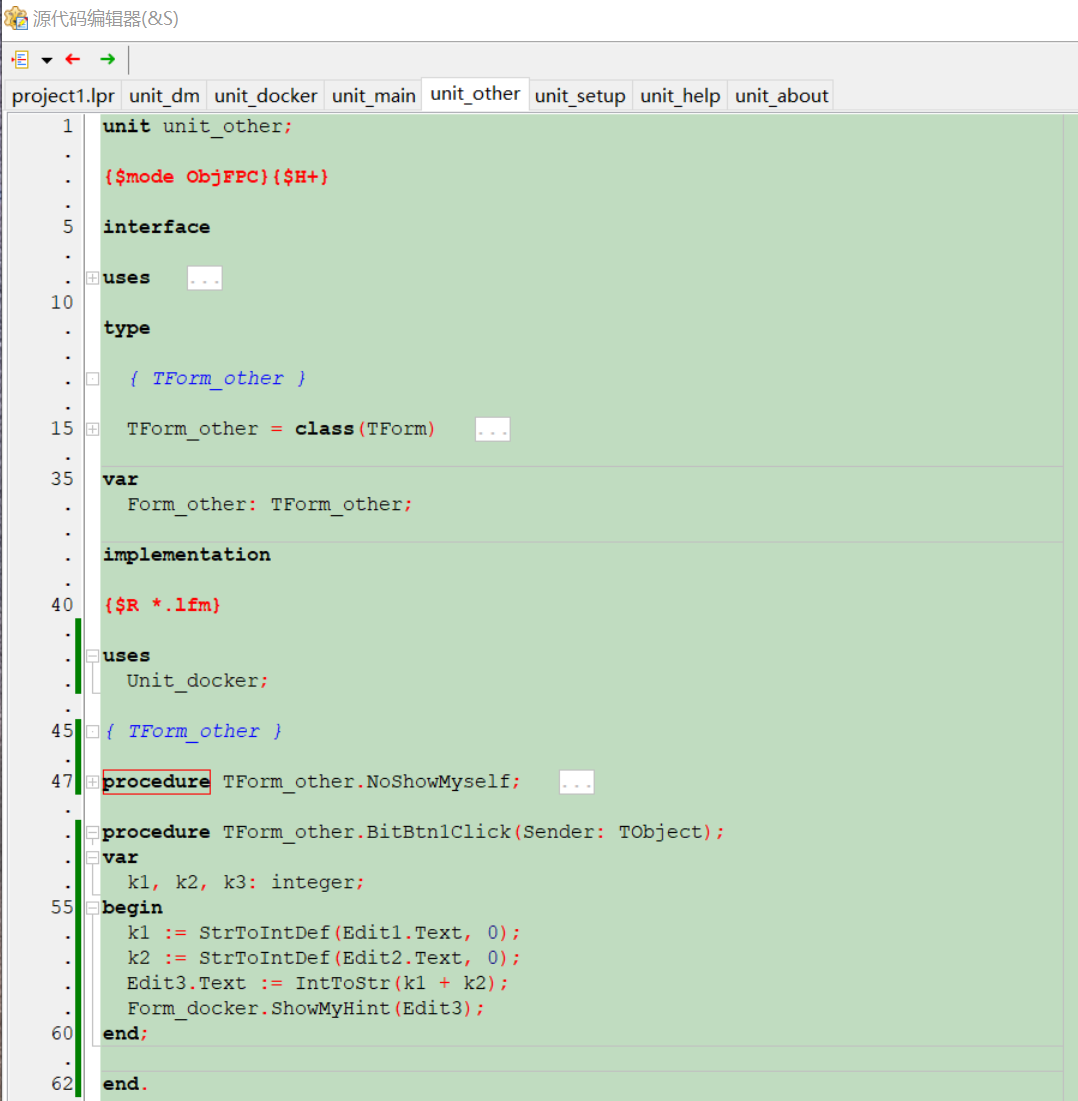 源代码编辑器(&S)
project1.lpr unit_dm unit_docker unit_main unit_other unit_setup unit_help unit_about
1 unit unit_other;
.
. {$mode ObjFPC}{$H+}
.
5 interface
.
. uses ...
10
. type
.
. { TForm_other }
.
15 TForm_other = class(TForm) ...
.
35 var
. Form_other: TForm_other;
.
. implementation
.
40 {$R *.lfm}
.
. uses
. Unit_docker;
.
45 { TForm_other }
.
47 procedure TForm_other.NoShowMyself; ...
.
. procedure TForm_other.BitBtn1Click(Sender: TObject);
. var
. k1, k2, k3: integer;
55 begin
. k1 := StrToIntDef(Edit1.Text, 0);
. k2 := StrToIntDef(Edit2.Text, 0);
. Edit3.Text := IntToStr(k1 + k2);
. Form_docker.ShowMyHint(Edit3);
60 end;
.
62 end.